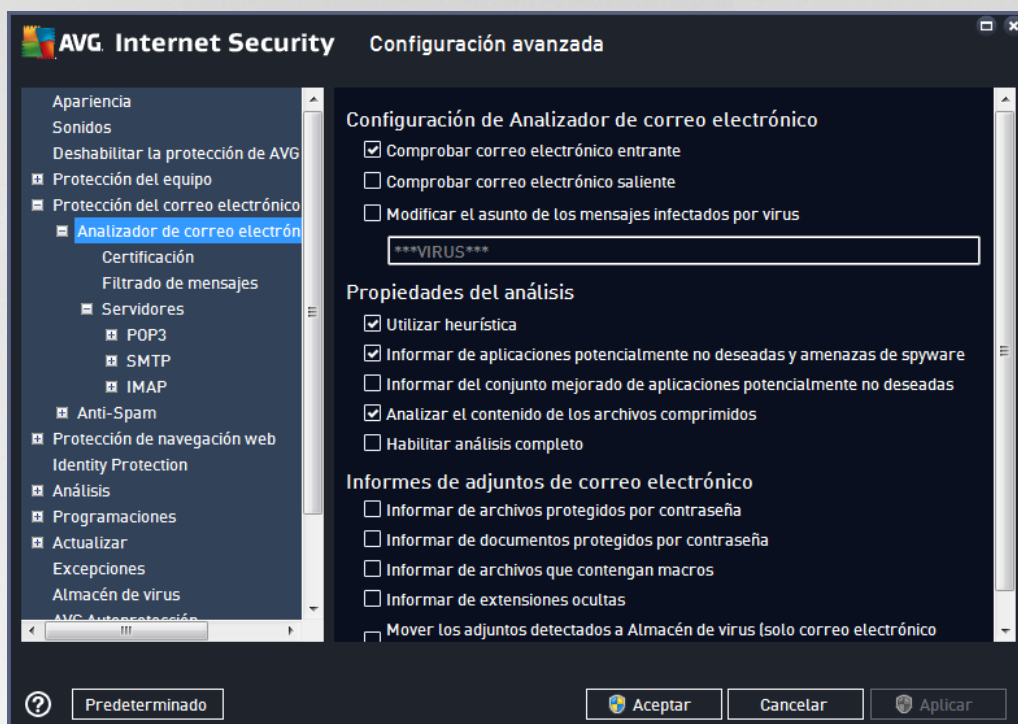 AVG. Internet Security Configuración avanzada
Apariencia
Sonidos
Deshabilitar la protección de AVG
Protección del equipo
Protección del correo electrónico
Analizador de correo electrón
Certificación
Filtrado de mensajes
Servidores
POP3
SMTP
IMAP
Anti-Spam
Protección de navegación web
Identity Protection
Análisis
Programaciones
Actualizar
Excepciones
Almacén de virus
AVG Autoprotección
Configuración de Analizador de correo electrónico
Comprobar correo electrónico entrante
Comprobar correo electrónico saliente
Modificar el asunto de los mensajes infectados por virus
***VIRUS***
Propiedades del análisis
Utilizar heurística
Informar de aplicaciones potencialmente no deseadas y amenazas de spyware
Informar del conjunto mejorado de aplicaciones potencialmente no deseadas
Analizar el contenido de los archivos comprimidos
Habilitar análisis completo
Informes de adjuntos de correo electrónico
Informar de archivos protegidos por contraseña
Informar de documentos protegidos por contraseña
Informar de archivos que contengan macros
Informar de extensiones ocultas
Mover los adjuntos detectados a Almacén de virus (solo correo electrónico
? Predeterminado Aceptar Cancelar Aplicar